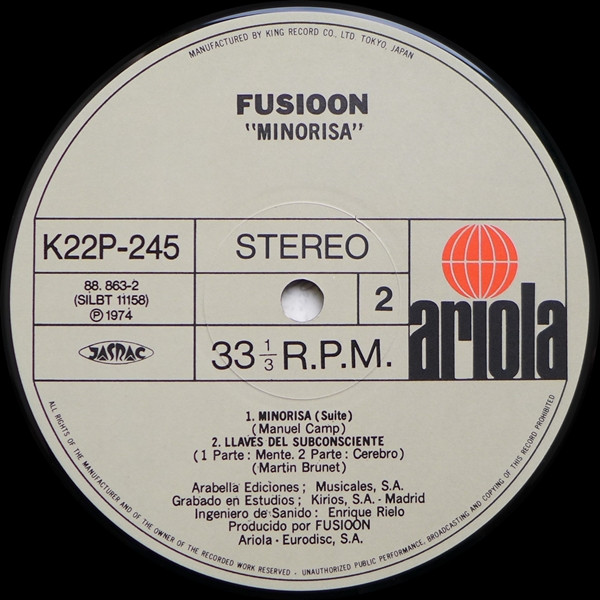 MANUFACTURED BY KING RECORD CO., LTD. TOKYO, JAPAN
FUSIOON
"MINORISA"
K22P-245
STEREO
88. 863-2
(SILBT 11158)
Ⓟ 1974
2
JASRAC
33 1/3 R.P.M.
ariola
1. MINORISA (Suite)
(Manuel Camp)
2. LLAVES DEL SUBCONSCIENTE
(1 Parte : Mente. 2 Parte : Cerebro)
(Martin Brunet)
Arabella Ediciones ; Musicales, S.A.
Grabado en Estudios ; Kirios, S.A. - Madrid
Ingeniero de Sanido : Enrique Rielo
Producido por FUSIOON
Ariola - Eurodisc, S.A.
ALL RIGHTS OF THE MANUFACTURER AND OF THE OWNER OF THE RECORDED WORK RESERVED - UNAUTHORIZED PUBLIC PERFORMANCE, BROADCASTING AND COPYING OF THIS RECORD PROHIBITED